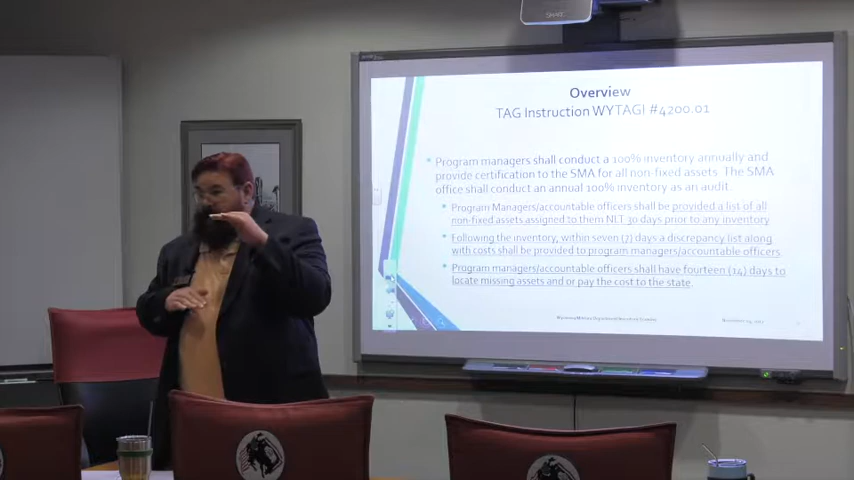 SMART
Overview
TAG Instruction WYTAGI #4200.01
Program managers shall conduct a 100% inventory annually and
provide certification to the SMA for all non-fixed assets. The SMA
office shall conduct an annual 100% inventory as an audit.
Program Managers/accountable officers shall be provided a list of all
non-fixed assets assigned to them NLT 30 days prior to any inventory
Following the inventory, within seven (7) days a discrepancy list along
with costs shall be provided to program managers/accountable officers.
Program managers/accountable officers shall have fourteen (14) days to
locate missing assets and or pay the cost to the state.
Wyoming Military Department